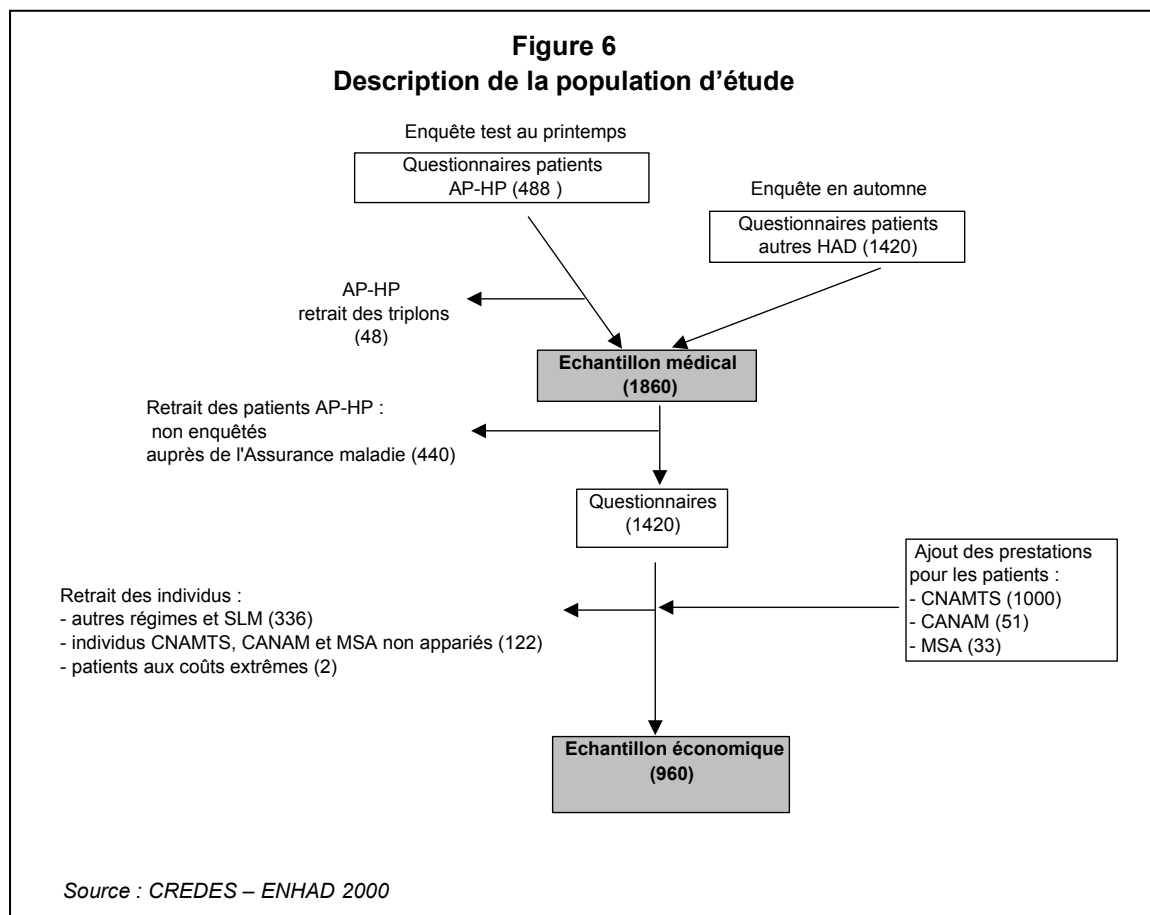 Figure 6
Description de la population d'étude
Enquête test au printemps
Questionnaires patients
AP-HP (488 )
Enquête en automne
Questionnaires patients
autres HAD (1420)
AP-HP
retrait des triplons
(48)
Echantillon médical
(1860)
Retrait des patients AP-HP :
non enquêtés
auprès de l'Assurance maladie (440)
Questionnaires
(1420)
Ajout des prestations
pour les patients :
- CNAMTS (1000)
- CANAM (51)
- MSA (33)
Retrait des individus :
- autres régimes et SLM (336)
- individus CNAMTS, CANAM et MSA non appariés (122)
- patients aux coûts extrêmes (2)
Echantillon économique
(960)
Source : CREDES – ENHAD 2000